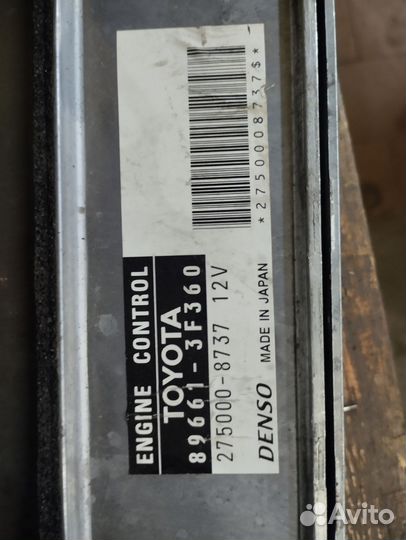 ENGINE CONTROL
TOYOTA
89661-3F360
275000-8737 12V
DENSO MADE IN JAPAN
*2750008737$*
Avito